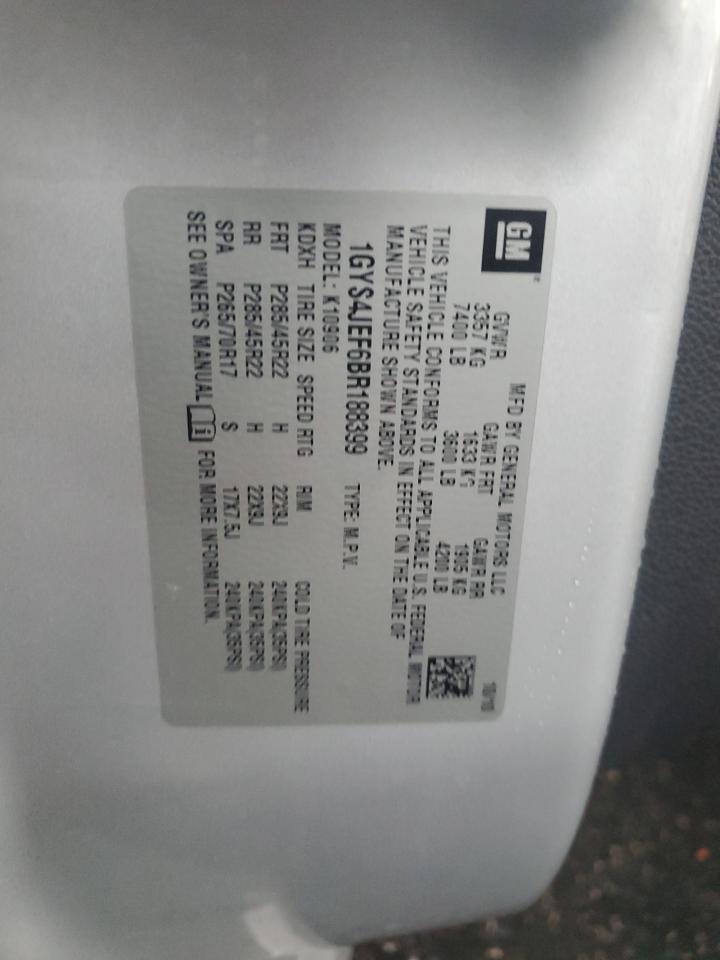 GM
MFD BY GENERAL MOTORS LLC 10/10
GVWR GAWR FRT GAWR RR
3357 KG 1633 KG 1905 KG
7400 LB 3600 LB 4200 LB
THIS VEHICLE CONFORMS TO ALL APPLICABLE U.S. FEDERAL MOTOR
VEHICLE SAFETY STANDARDS IN EFFECT ON THE DATE OF
MANUFACTURE SHOWN ABOVE.
1GYS4JEF6BR188399 TYPE: M.P.V.
MODEL: K10906
KDXH TIRE SIZE SPEED RTG RIM COLD TIRE PRESSURE
FRT P285/45R22 H 22X9J 240KPA(35PSI)
RR P285/45R22 H 22X9J 240KPA(35PSI)
SPA P265/70R17 S 17X7.5J 240KPA(35PSI)
SEE OWNER'S MANUAL FOR MORE INFORMATION.